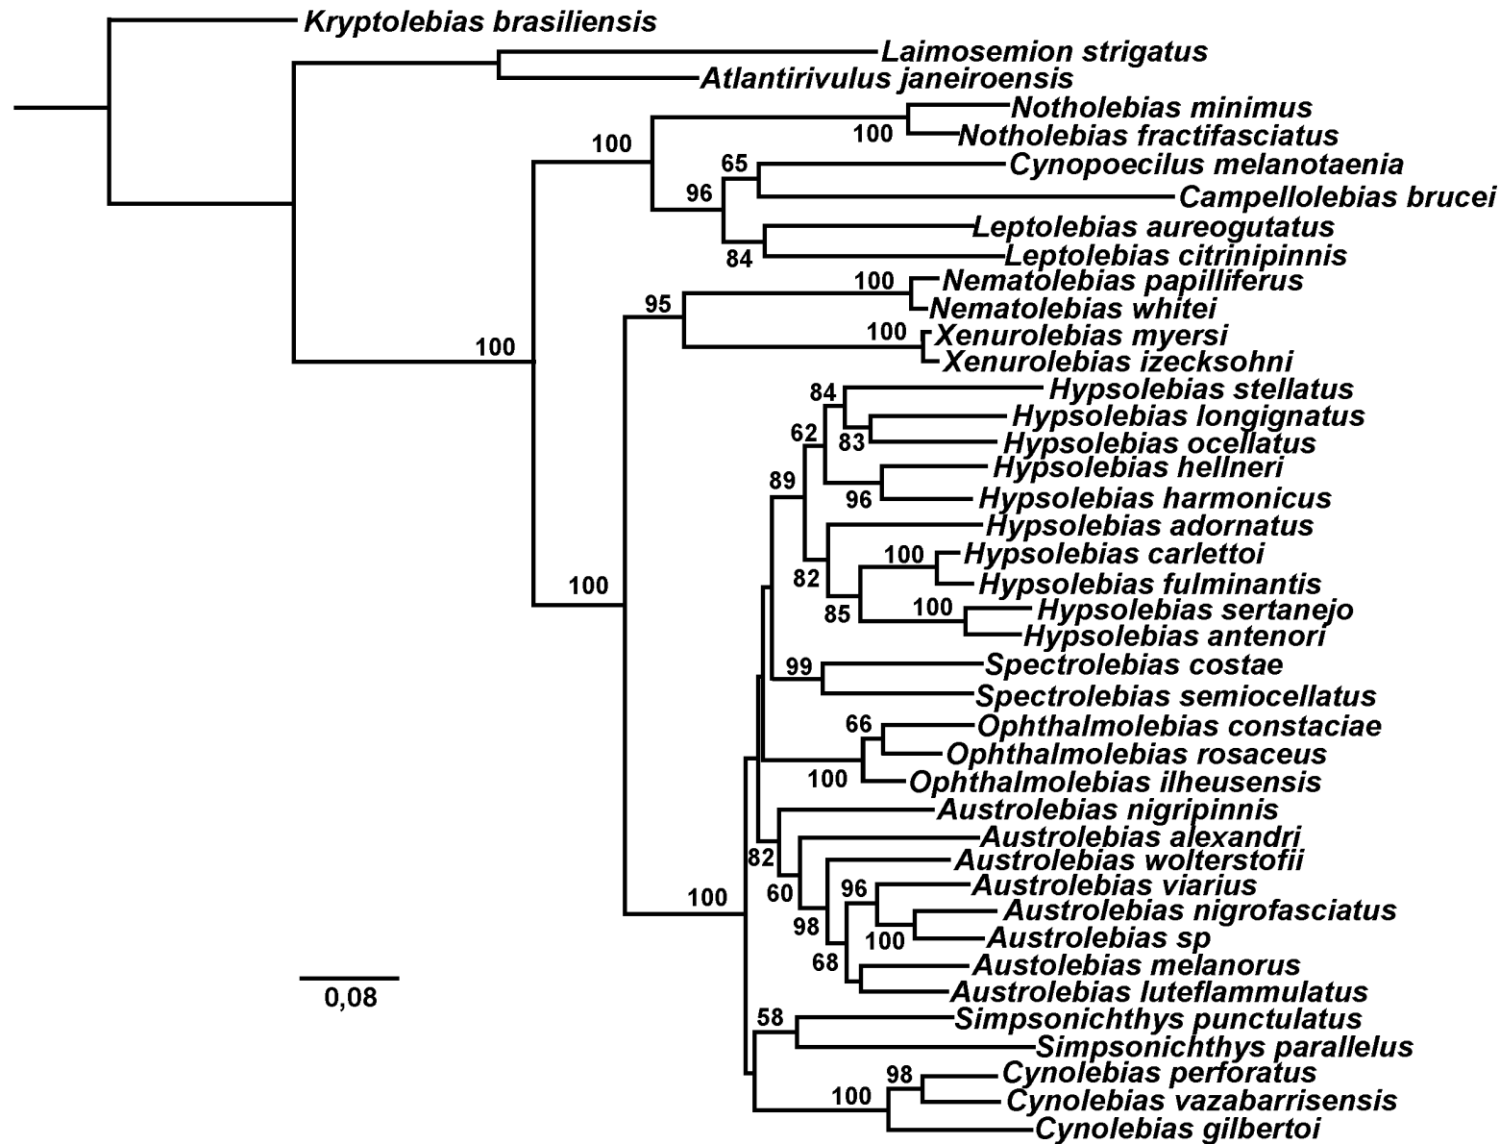 Kryptolebias brasiliensis
Laimosemion strigatus
Atlantirivulus janeiroensis
Notholebias minimus
100
Notholebias fractifasciatus
100
65
Cynopoecilus melanotaenia
96
Campellolebias brucei
Leptolebias aureogutatus
84
Leptolebias citrinipinnis
100
Nematolebias papilliferus
95
Nematolebias whitei
100
Xenurolebias myersi
100
Xenurolebias izecksohni
84
Hypsolebias stellatus
Hypsolebias longignatus
62
83
Hypsolebias ocellatus
Hypsolebias hellneri
89
96
Hypsolebias harmonicus
Hypsolebias adornatus
100
Hypsolebias carlettoi
82
Hypsolebias fulminantis
100
85
100
Hypsolebias sertanejo
Hypsolebias antenori
99
Spectrolebias costae
Spectrolebias semiocellatus
66
Ophthalmolebias constaciae
Ophthalmolebias rosaceus
100
Ophthalmolebias ilheusensis
Austrolebias nigripinnis
Austrolebias alexandri
82
Austrolebias wolterstofii
60
96
Austrolebias viarius
100
Austrolebias nigrofasciatus
98
100
Austrolebias sp
68
Austolebias melanorus
0,08
Austrolebias luteflammulatus
58
Simpsonichthys punctulatus
Simpsonichthys parallelus
98
Cynolebias perforatus
100
Cynolebias vazabarrisensis
Cynolebias gilbertoi